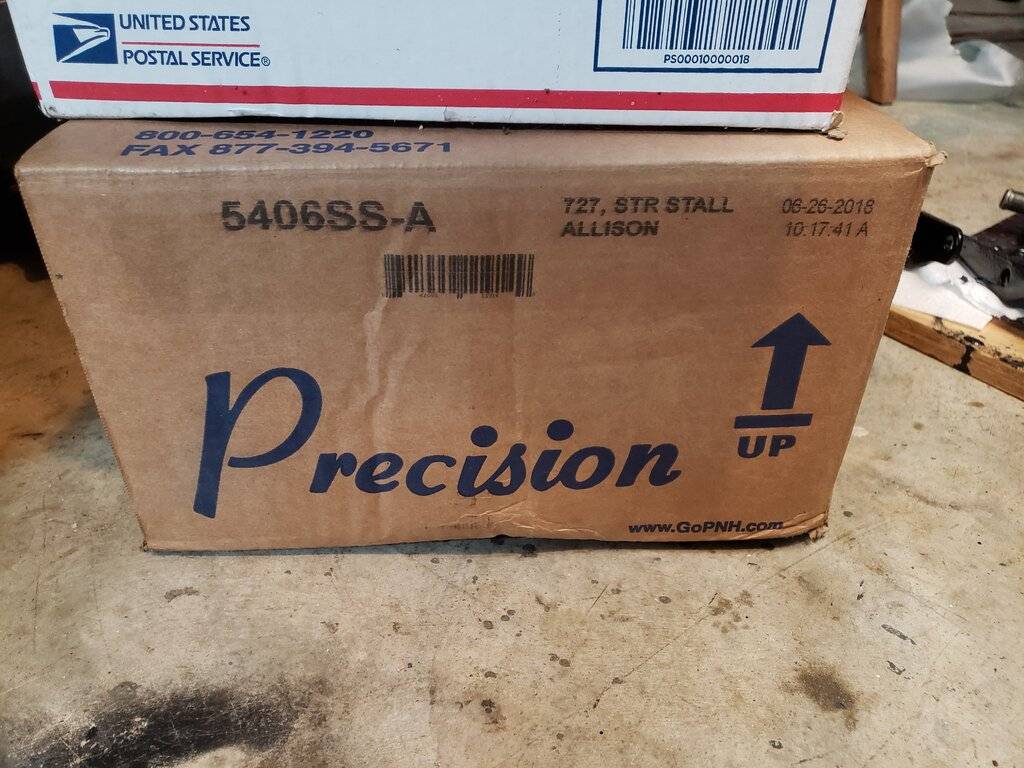 UNITED STATES
POSTAL SERVICE®
PS00010000018
800-654-1220
FAX 877-394-5671
5406SS-A
727, STR STALL
ALLISON
06-26-2018
10:17:41 A
UP
Precision
www.GoPNH.com